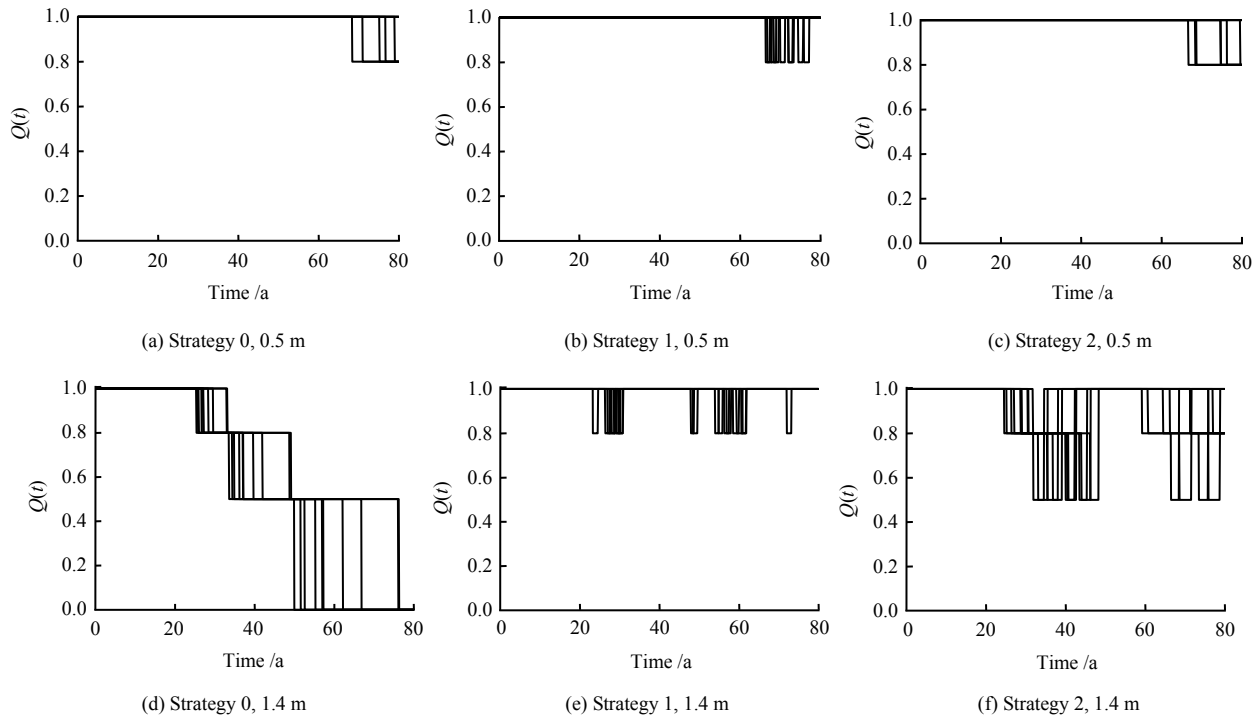 1.0
0.8
0.6
0.4
0.2
0.0
Q(t)
0 20 40 60 80
Time /a
(a) Strategy 0, 0.5 m
1.0
0.8
0.6
0.4
0.2
0.0
Q(t)
0 20 40 60 80
Time /a
(b) Strategy 1, 0.5 m
1.0
0.8
0.6
0.4
0.2
0.0
Q(t)
0 20 40 60 80
Time /a
(c) Strategy 2, 0.5 m
1.0
0.8
0.6
0.4
0.2
0.0
Q(t)
0 20 40 60 80
Time /a
(d) Strategy 0, 1.4 m
1.0
0.8
0.6
0.4
0.2
0.0
Q(t)
0 20 40 60 80
Time /a
(e) Strategy 1, 1.4 m
1.0
0.8
0.6
0.4
0.2
0.0
Q(t)
0 20 40 60 80
Time /a
(f) Strategy 2, 1.4 m